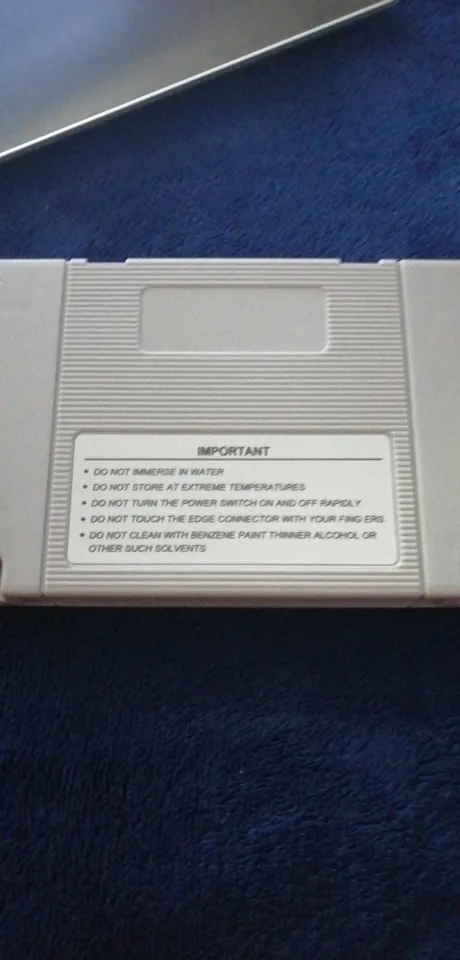 IMPORTANT
• DO NOT IMMERSE IN WATER
• DO NOT STORE AT EXTREME TEMPERATURES
• DO NOT TURN THE POWER SWITCH ON AND OFF RAPIDLY.
• DO NOT TOUCH THE EDGE CONNECTOR WITH YOUR FING ERS.
• DO NOT CLEAN WITH BENZENE PAINT THINNER ALCOHOL OR
OTHER SUCH SOLVENTS